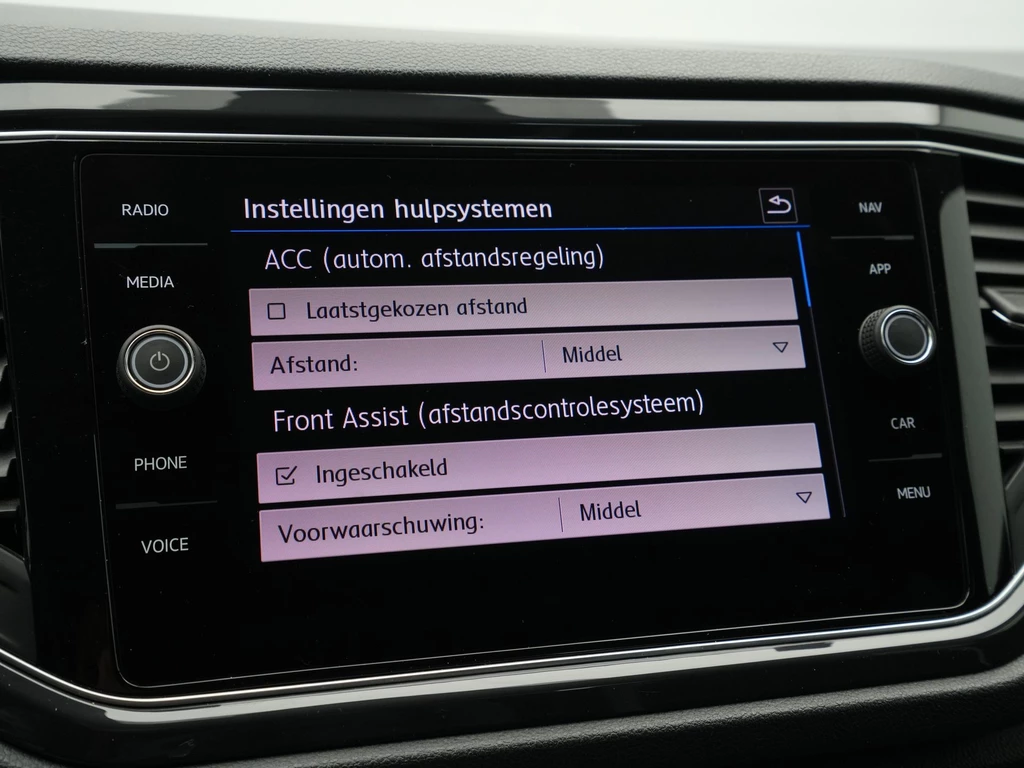 RADIO
MEDIA
PHONE
VOICE
Instellingen hulpsystemen
ACC (autom. afstandsregeling)
Laatstgekozen afstand
Afstand: Middel
Front Assist (afstandscontrolesysteem)
Ingeschakeld
Voorwaarschuwing: Middel
NAV
APP
CAR
MENU